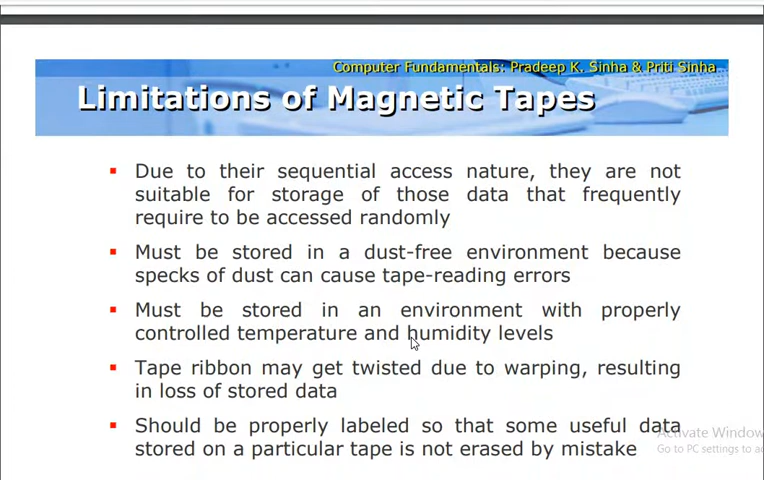 Computer Fundamentals: Pradeep K. Sinha & Priti Sinha
Limitations of Magnetic Tapes
▪ Due to their sequential access nature, they are not
suitable for storage of those data that frequently
require to be accessed randomly
▪ Must be stored in a dust-free environment because
specks of dust can cause tape-reading errors
▪ Must be stored in an environment with properly
controlled temperature and humidity levels
▪ Tape ribbon may get twisted due to warping, resulting
in loss of stored data
▪ Should be properly labeled so that some useful data
stored on a particular tape is not erased by mistake
Activate Window
Go to PC settings to a